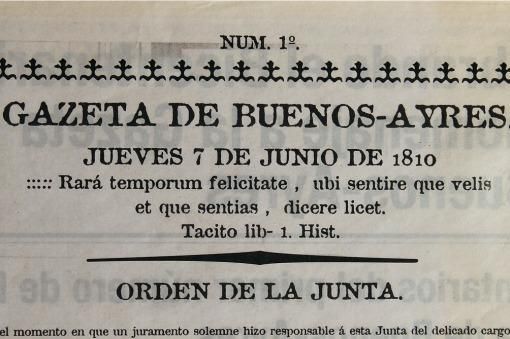 NUM. 1º.
GAZETA DE BUENOS-AYRES.
JUEVES 7 DE JUNIO DE 1810
::::: Rará temporum felicitate , ubi sentire que velis
et que sentias , dicere licet.
Tacito lib- 1. Hist.
ORDEN DE LA JUNTA.
el momento en que un juramento solemne hizo responsable á esta Junta del delicado cargo